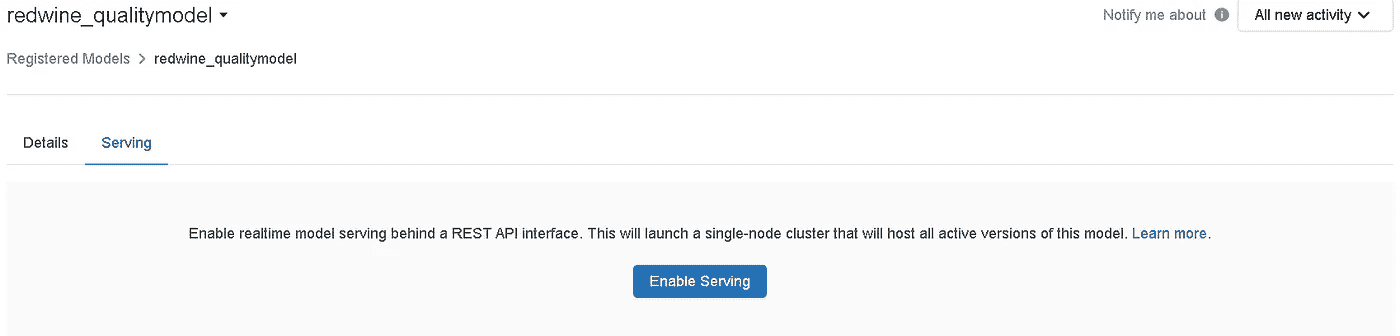 redwine_qualitymodel
Notify me about
All new activity
Registered Models > redwine_qualitymodel
Details
Serving
Enable realtime model serving behind a REST API interface. This will launch a single-node cluster that will host all active versions of this model. Learn more.
Enable Serving